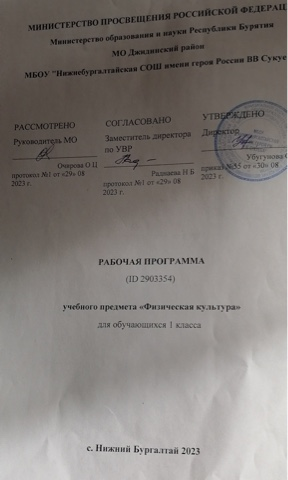 МИНИСТЕРСТВО ПРОСВЕЩЕНИЯ РОССИЙСКОЙ ФЕДЕРАЦ
Министерство образования и науки Республики Бурятия
МО Джидинский район
МБОУ "Нижнебургалтайская СОШ имени героя России ВВ Сукуе
РАССМОТРЕНО
Руководитель МО
Очирова О Ц
протокол №1 от «29» 08
2023 г.
СОГЛАСОВАНО
Заместитель директора
по УВР
Раднаева Н Б
протокол №1 от «29» 08
2023 г.
УТВЕРЖДЕНО
Директор
Убугунова
приказ №55 от «30» 08
2023 г.
РАБОЧАЯ ПРОГРАММА
(ID 2903354)
учебного предмета «Физическая культура»
для обучающихся 1 класса
с. Нижний Бургалтай 2023